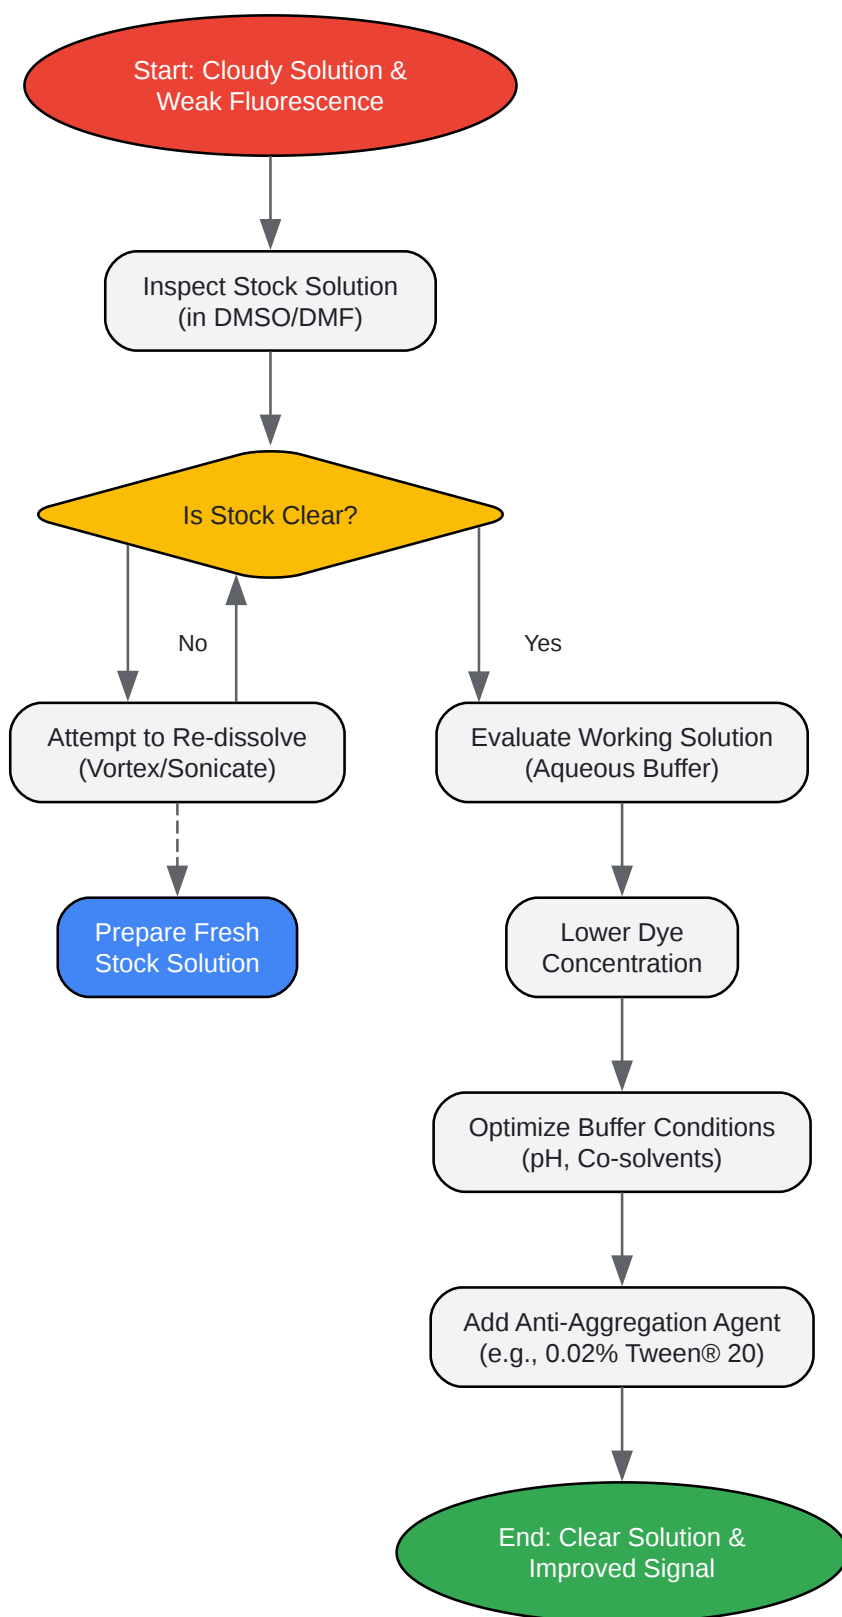 Start: Cloudy Solution &
Weak Fluorescence
Inspect Stock Solution
(in DMSO/DMF)
Is Stock Clear?
No
Yes
Attempt to Re-dissolve
(Vortex/Sonicate)
Evaluate Working Solution
(Aqueous Buffer)
Prepare Fresh
Stock Solution
Lower Dye
Concentration
Optimize Buffer Conditions
(pH, Co-solvents)
Add Anti-Aggregation Agent
(e.g., 0.02% Tween® 20)
End: Clear Solution &
Improved Signal